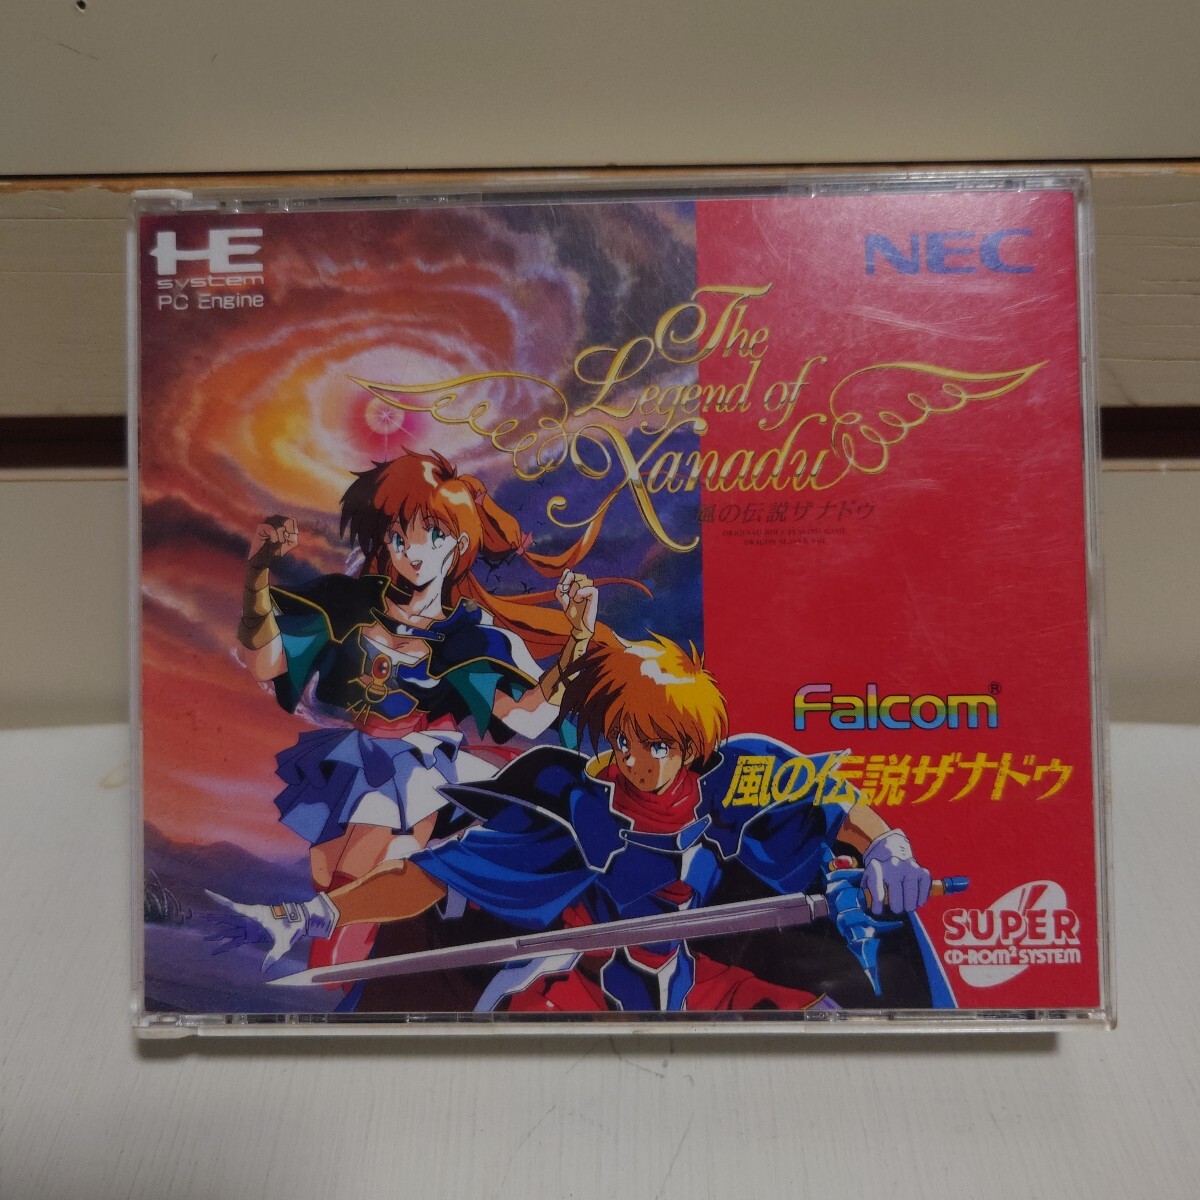 HE
system
PC Engine
NEC
The
Legend of
Xanadu
風の伝説ザナドゥ
Falcom®
風の伝説ザナドゥ
SUPER
CD-ROM² SYSTEM